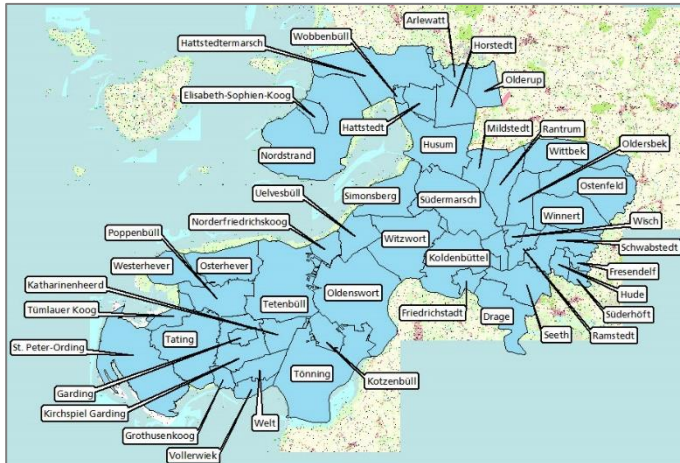 Arlewatt
Wobbenbüll
Horstedt
Hattstedtermarsch
Olderup
Elisabeth-Sophien-Koog
Hattstedt
Mildstedt
Rantrum
Husum
Wittbek
Oldersbek
Nordstrand
Ostenfeld
Simonsberg
Uelvesbüll
Südermarsch
Winnert
Wisch
Norderfriedrichskoog
Poppenbüll
Witzwort
Schwabstedt
Westerhever
Osterhever
Koldenbüttel
Fresendelf
Katharinenheerd
Hude
Oldenswort
Tetenbüll
Süderhöft
Tümlauer Koog
Friedrichstadt
Drage
Seeth
Ramstedt
Tating
St. Peter-Ording
Tönning
Kotzenbüll
Garding
Kirchspiel Garding
Welt
Grothusenkoog
Vollerwiek